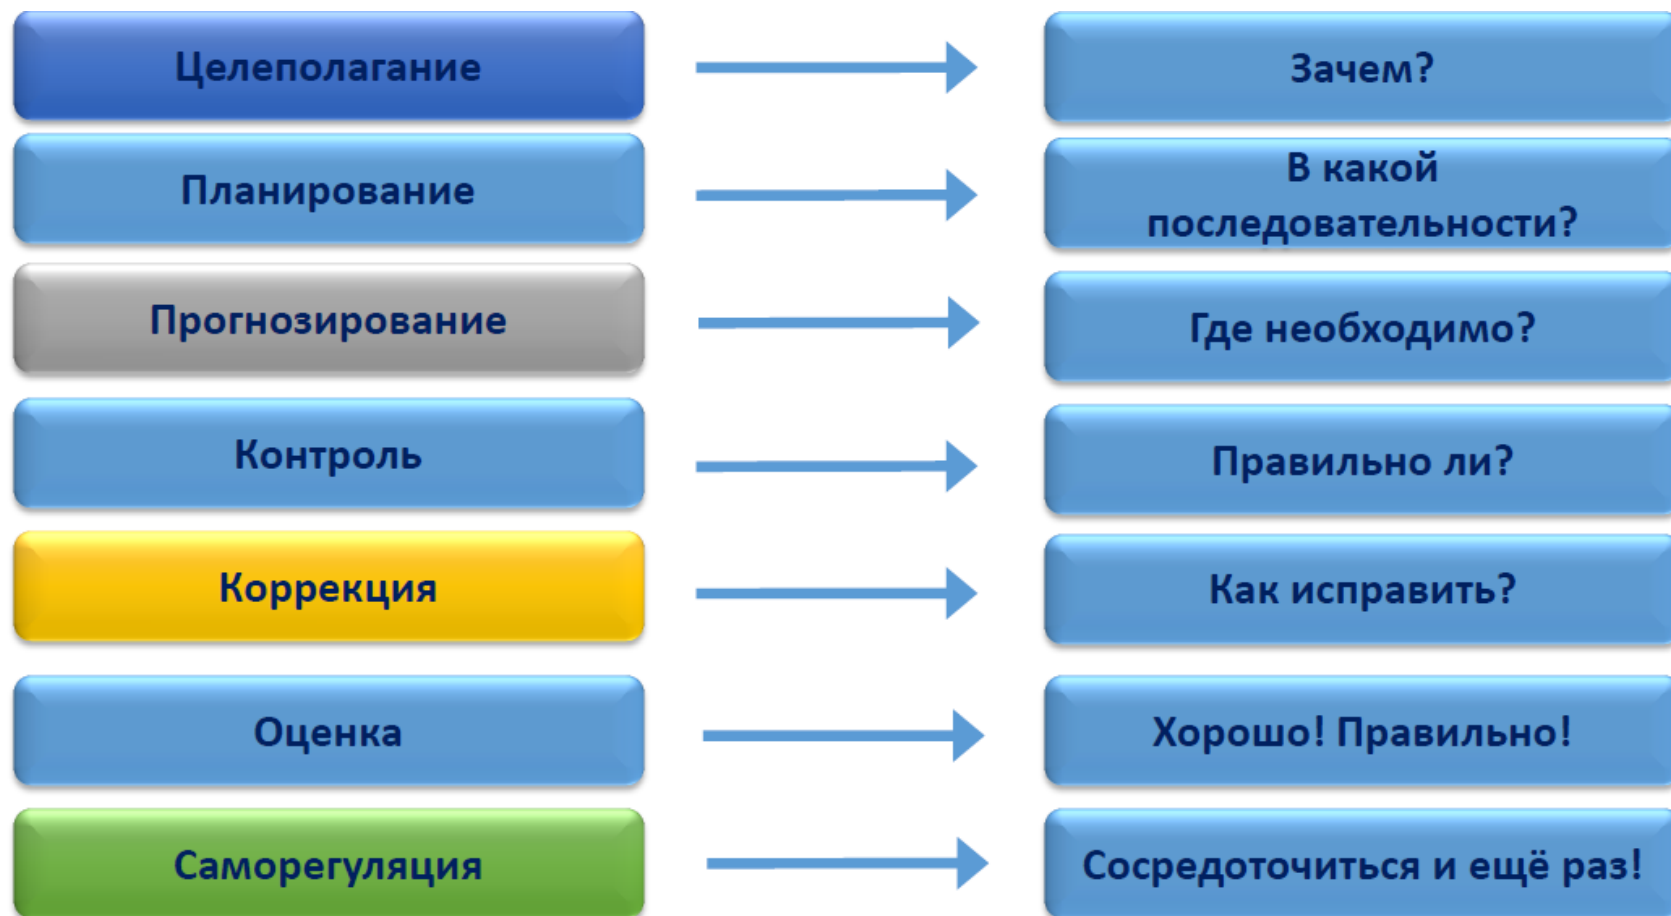 Целеполагание
Зачем?
Планирование
В какой
последовательности?
Прогнозирование
Где необходимо?
Контроль
Правильно ли?
Коррекция
Как исправить?
Оценка
Хорошо! Правильно!
Саморегуляция
Сосредоточиться и ещё раз!